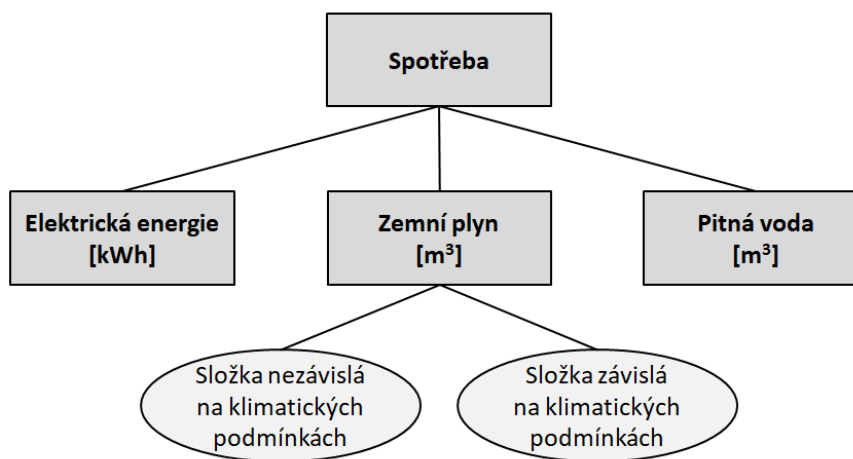 Spotřeba
Elektrická energie
[kWh]
Zemní plyn
[m³]
Pitná voda
[m³]
Složka nezávislá
na klimatických
podmínkách
Složka závislá
na klimatických
podmínkách